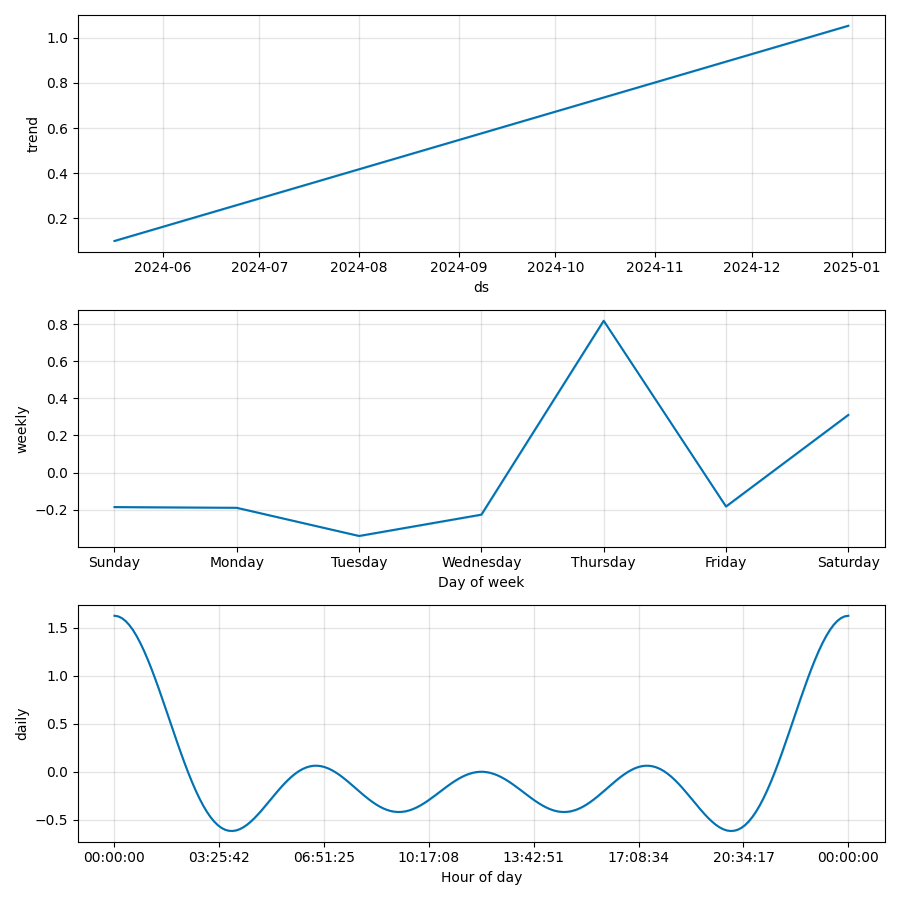 1.0
0.8
0.6
0.4
0.2
trend
2024-06 2024-07 2024-08 2024-09 2024-10 2024-11 2024-12 2025-01
ds
0.8
0.6
0.4
0.2
0.0
−0.2
weekly
Sunday Monday Tuesday Wednesday Thursday Friday Saturday
Day of week
1.5
1.0
0.5
0.0
−0.5
daily
00:00:00 03:25:42 06:51:25 10:17:08 13:42:51 17:08:34 20:34:17 00:00:00
Hour of day